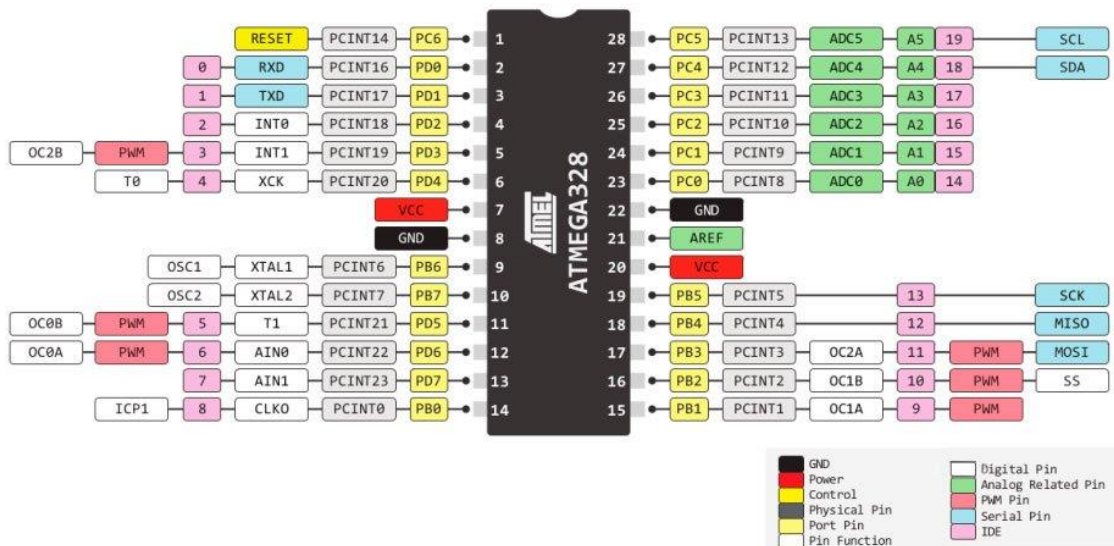 RESET PCINT14 PC6 1 28 PC5 PCINT13 ADC5 A5 19 SCL
0 RXD PCINT16 PD0 2 27 PC4 PCINT12 ADC4 A4 18 SDA
1 TXD PCINT17 PD1 3 26 PC3 PCINT11 ADC3 A3 17
2 INT0 PCINT18 PD2 4 25 PC2 PCINT10 ADC2 A2 16
OC2B PWM 3 INT1 PCINT19 PD3 5 24 PC1 PCINT9 ADC1 A1 15
T0 4 XCK PCINT20 PD4 6 23 PC0 PCINT8 ADC0 A0 14
VCC 7 22 GND
GND 8 21 AREF
OSC1 XTAL1 PCINT6 PB6 9 20 VCC
OSC2 XTAL2 PCINT7 PB7 10 19 PB5 PCINT5 13 SCK
OC0B PWM 5 T1 PCINT21 PD5 11 18 PB4 PCINT4 12 MISO
OC0A PWM 6 AIN0 PCINT22 PD6 12 17 PB3 PCINT3 OC2A 11 PWM MOSI
7 AIN1 PCINT23 PD7 13 16 PB2 PCINT2 OC1B 10 PWM SS
ICP1 8 CLKO PCINT0 PB0 14 15 PB1 PCINT1 OC1A 9 PWM
ATMEL
ATMEGA328
GND
Power
Control
Physical Pin
Port Pin
Pin Function
Digital Pin
Analog Related Pin
PWM Pin
Serial Pin
IDE